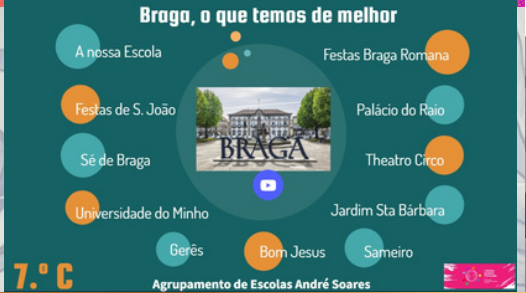 Braga, o que temos de melhor
A nossa Escola
Festas Braga Romana
Festas de S. João
Palácio do Raio
BRAGA
Sé de Braga
Theatro Circo
Universidade do Minho
Jardim Sta Bárbara
Gerês
Bom Jesus
Sameiro
7.º C
Agrupamento de Escolas André Soares